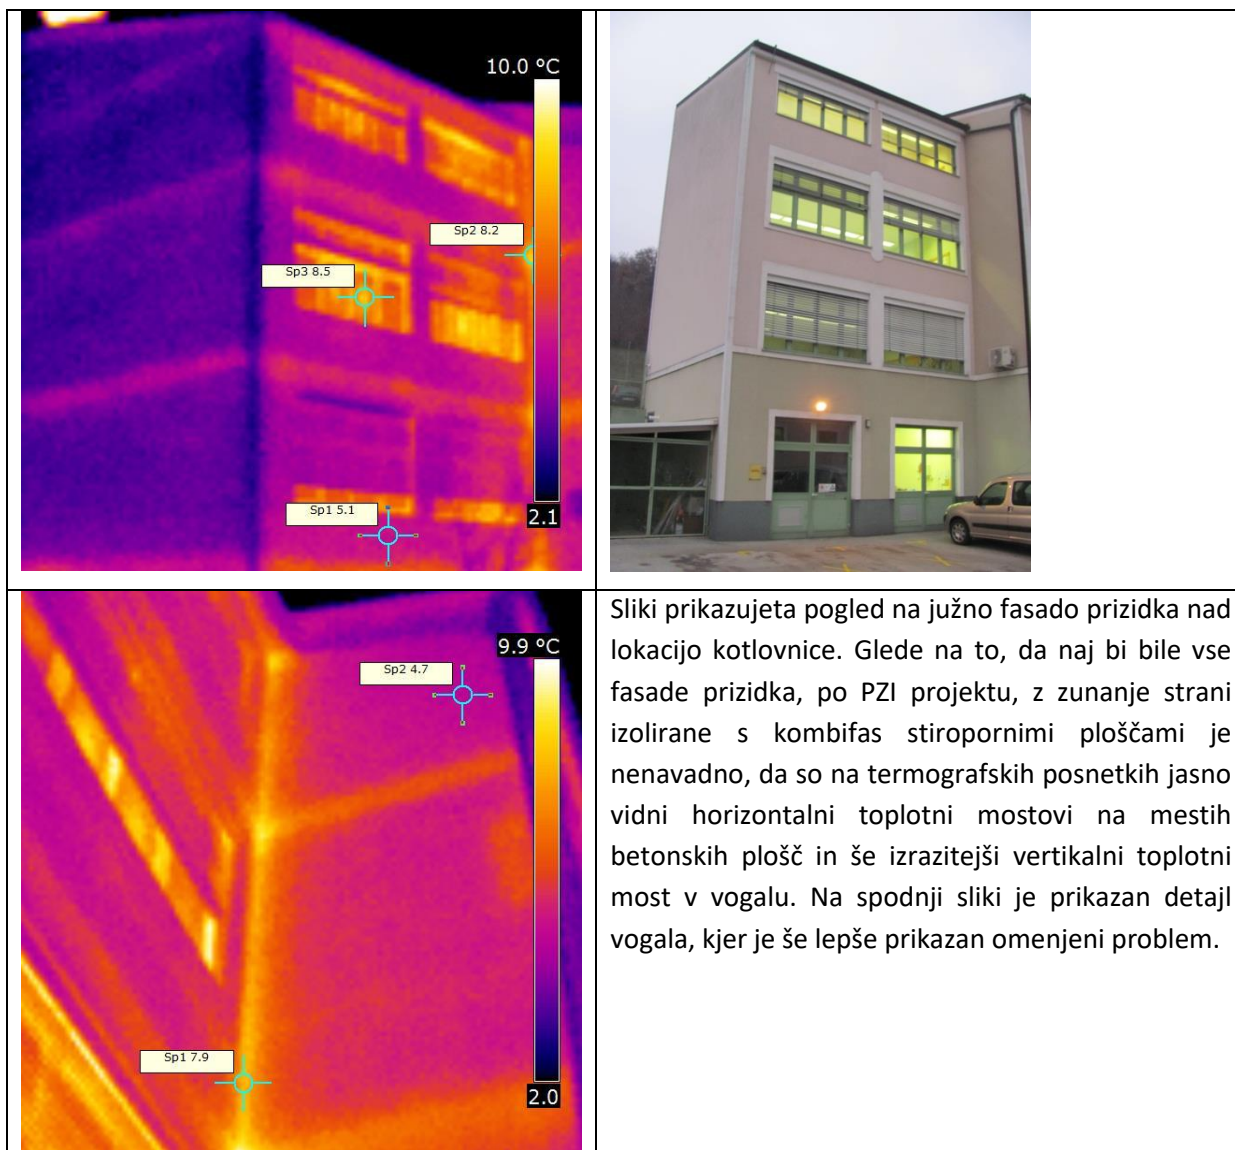 10.0 °C
Sp2 8.2
Sp3 8.5
Sp1 5.1
2.1
9.9 °C
Sp2 4.7
Sp1 7.9
2.0
Sliki prikazujeta pogled na južno fasado prizidka nad
lokacijo kotlovnice. Glede na to, da naj bi bile vse
fasade prizidka, po PZI projektu, z zunanje strani
izolirane s kombifas stiropornimi ploščami je
nenavadno, da so na termografskih posnetkih jasno
vidni horizontalni toplotni mostovi na mestih
betonskih plošč in še izrazitejši vertikalni toplotni
most v vogalu. Na spodnji sliki je prikazan detajl
vogala, kjer je še lepše prikazan omenjeni problem.